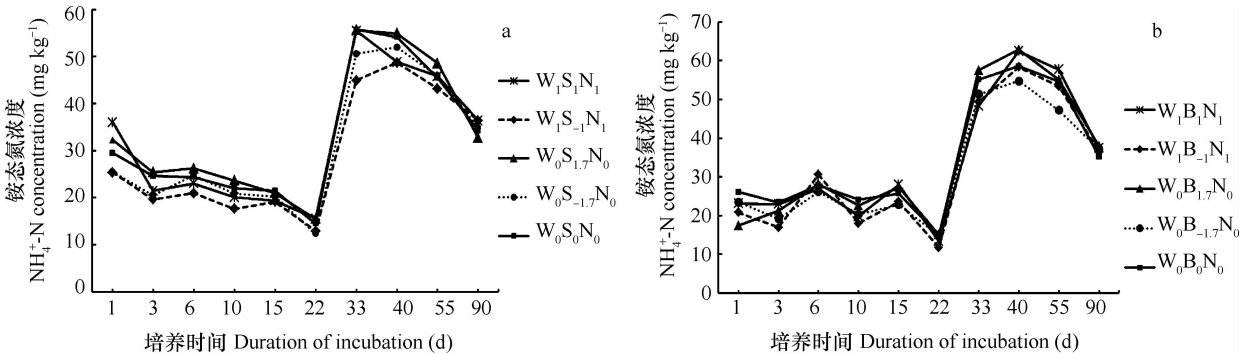 铵态氮浓度
NH₄⁺-N concentration (mg kg⁻¹)
60
50
40
30
20
10
0
1 3 6 10 15 22 33 40 55 90
培养时间 Duration of incubation (d)
a
W₁S₁N₁
W₁S₋₁N₁
W₀S₁.₇N₀
W₀S₋₁.₇N₀
W₀S₀N₀
铵态氮浓度
NH₄⁺-N concentration (mg kg⁻¹)
70
60
50
40
30
20
10
0
1 3 6 10 15 22 33 40 55 90
培养时间 Duration of incubation (d)
b
W₁B₁N₁
W₁B₋₁N₁
W₀B₁.₇N₀
W₀B₋₁.₇N₀
W₀B₀N₀